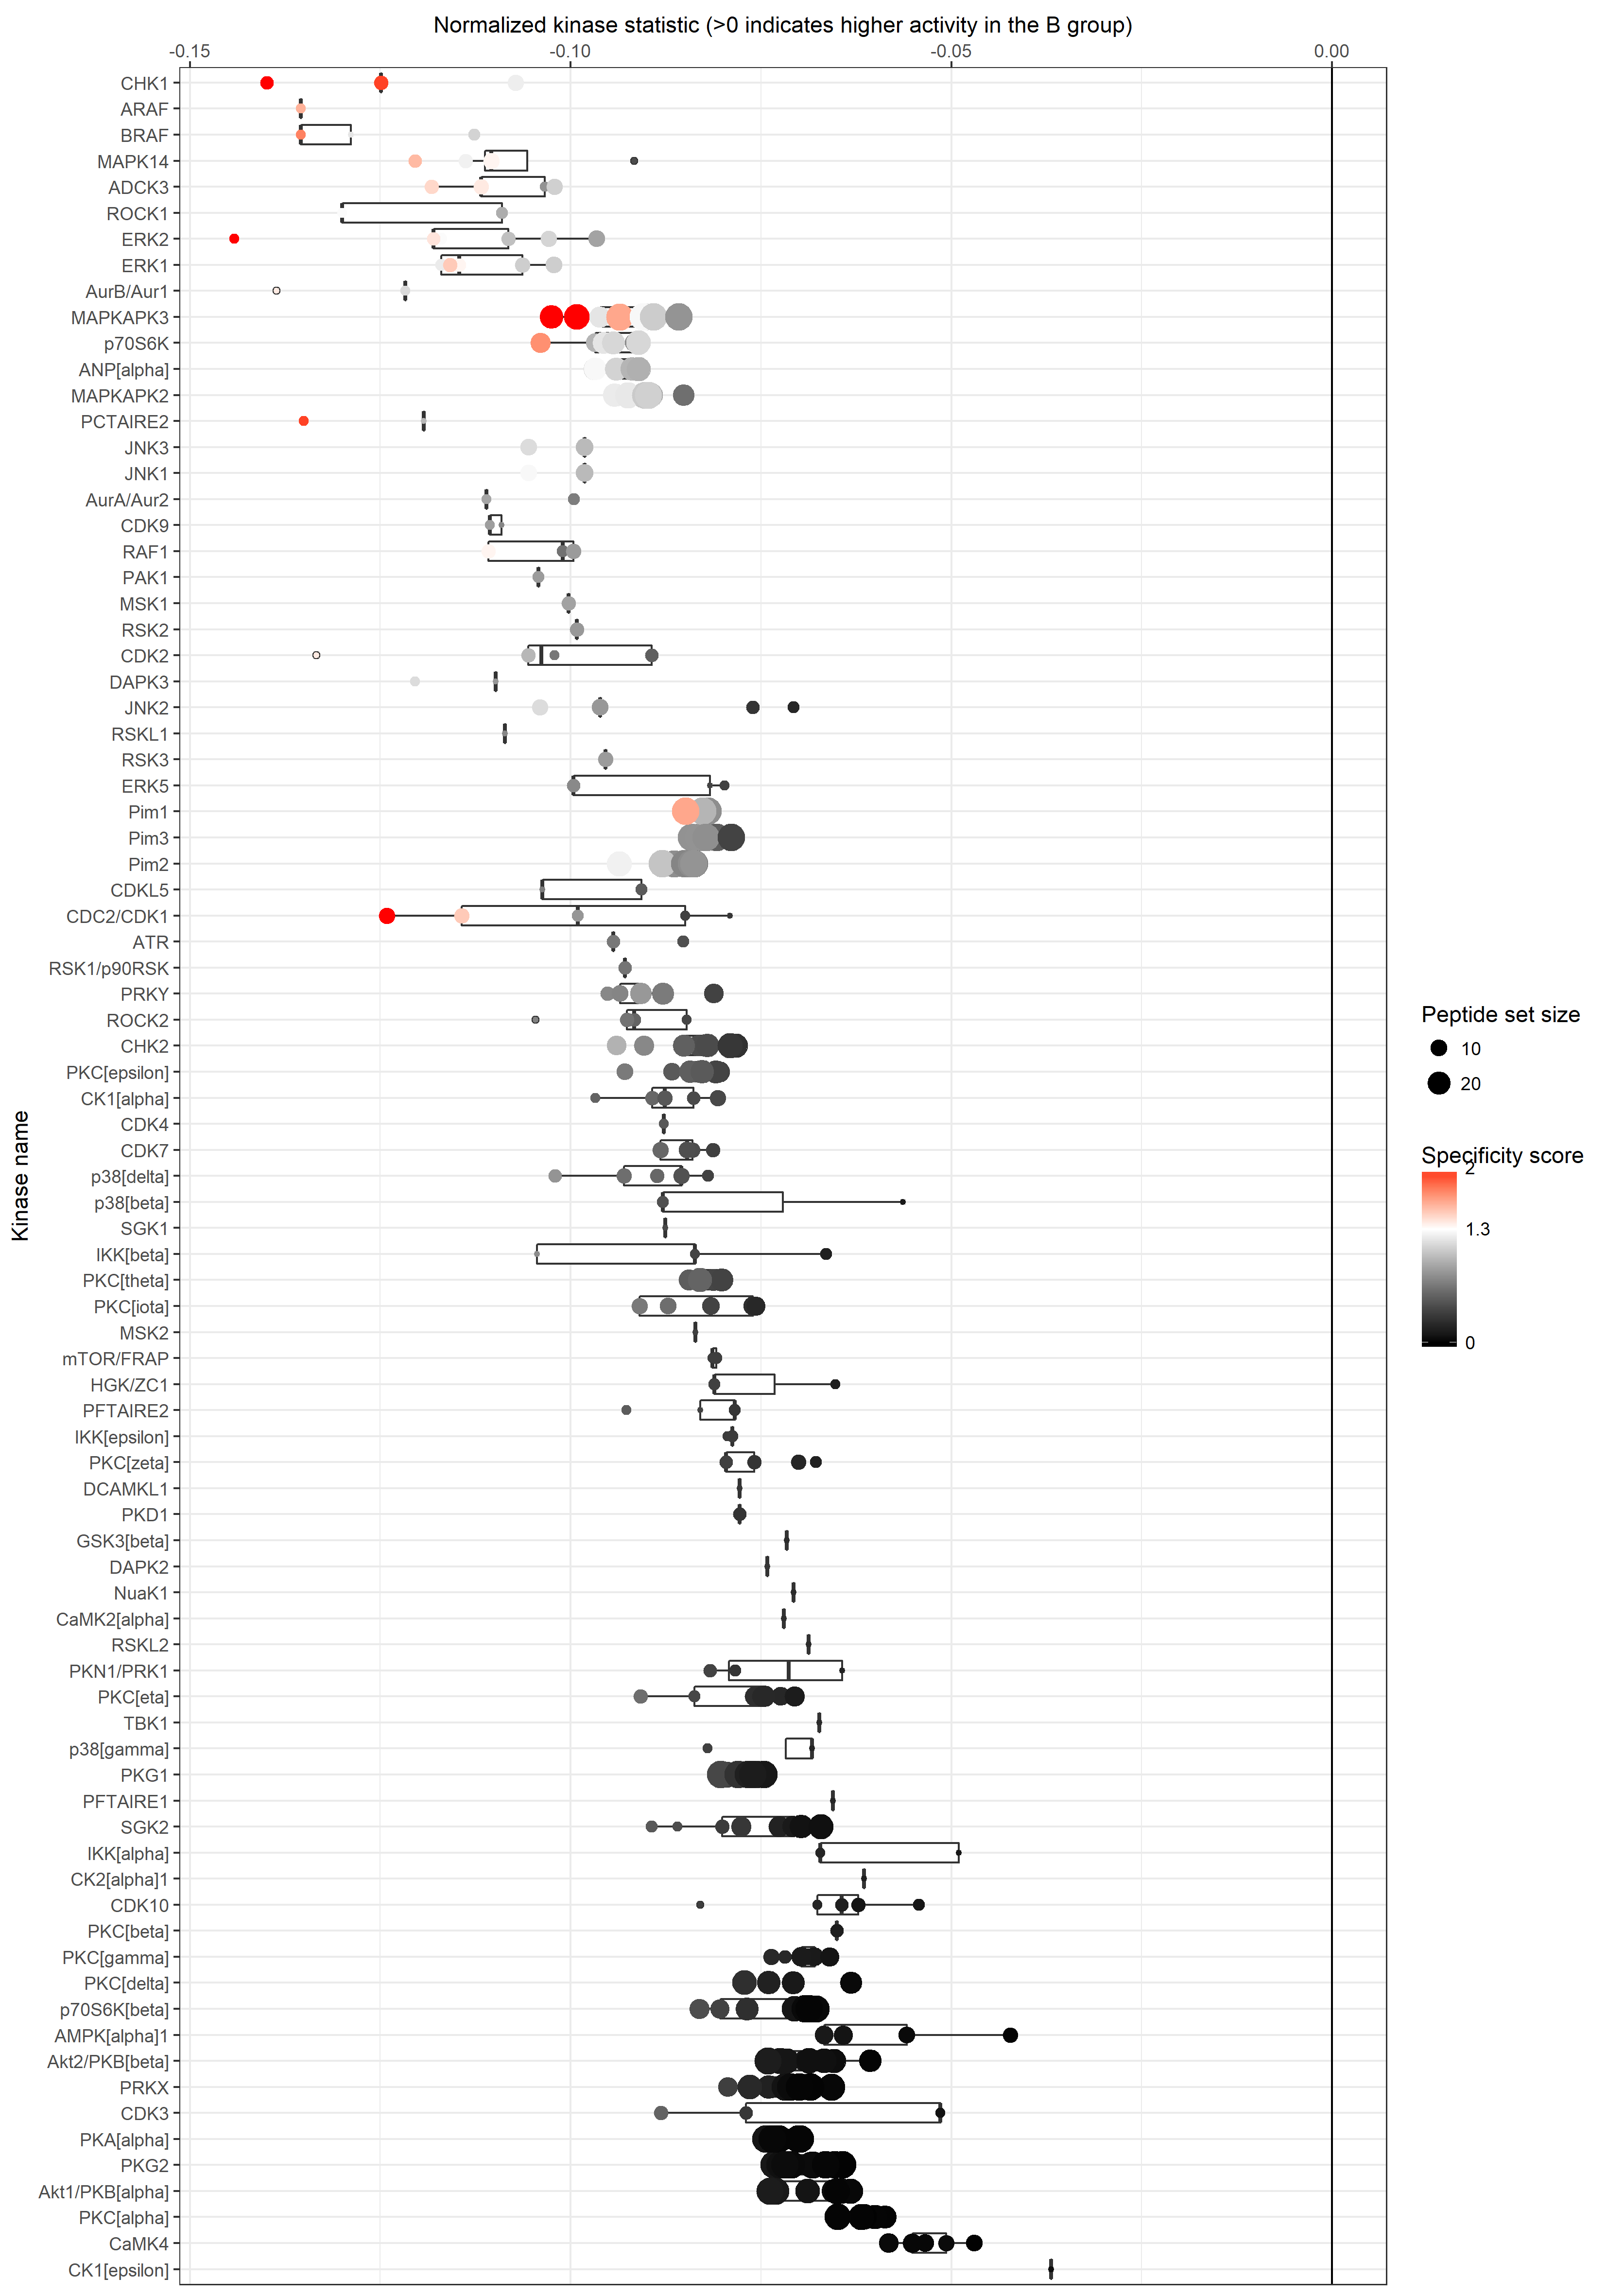 Normalized kinase statistic (>0 indicates higher activity in the B group)
-0.15 -0.10 -0.05 0.00
Kinase name
CHK1
ARAF
BRAF
MAPK14
ADCK3
ROCK1
ERK2
ERK1
AurB/Aur1
MAPKAPK3
p70S6K
ANP[alpha]
MAPKAPK2
PCTAIRE2
JNK3
JNK1
AurA/Aur2
CDK9
RAF1
PAK1
MSK1
RSK2
CDK2
DAPK3
JNK2
RSKL1
RSK3
ERK5
Pim1
Pim3
Pim2
CDKL5
CDC2/CDK1
ATR
RSK1/p90RSK
PRKY
ROCK2
CHK2
PKC[epsilon]
CK1[alpha]
CDK4
CDK7
p38[delta]
p38[beta]
SGK1
IKK[beta]
PKC[theta]
PKC[iota]
MSK2
mTOR/FRAP
HGK/ZC1
PFTAIRE2
IKK[epsilon]
PKC[zeta]
DCAMKL1
PKD1
GSK3[beta]
DAPK2
NuaK1
CaMK2[alpha]
RSKL2
PKN1/PRK1
PKC[eta]
TBK1
p38[gamma]
PKG1
PFTAIRE1
SGK2
IKK[alpha]
CK2[alpha]1
CDK10
PKC[beta]
PKC[gamma]
PKC[delta]
p70S6K[beta]
AMPK[alpha]1
Akt2/PKB[beta]
PRKX
CDK3
PKA[alpha]
PKG2
Akt1/PKB[alpha]
PKC[alpha]
CaMK4
CK1[epsilon]
Peptide set size
10
20
Specificity score
2
1.3
0